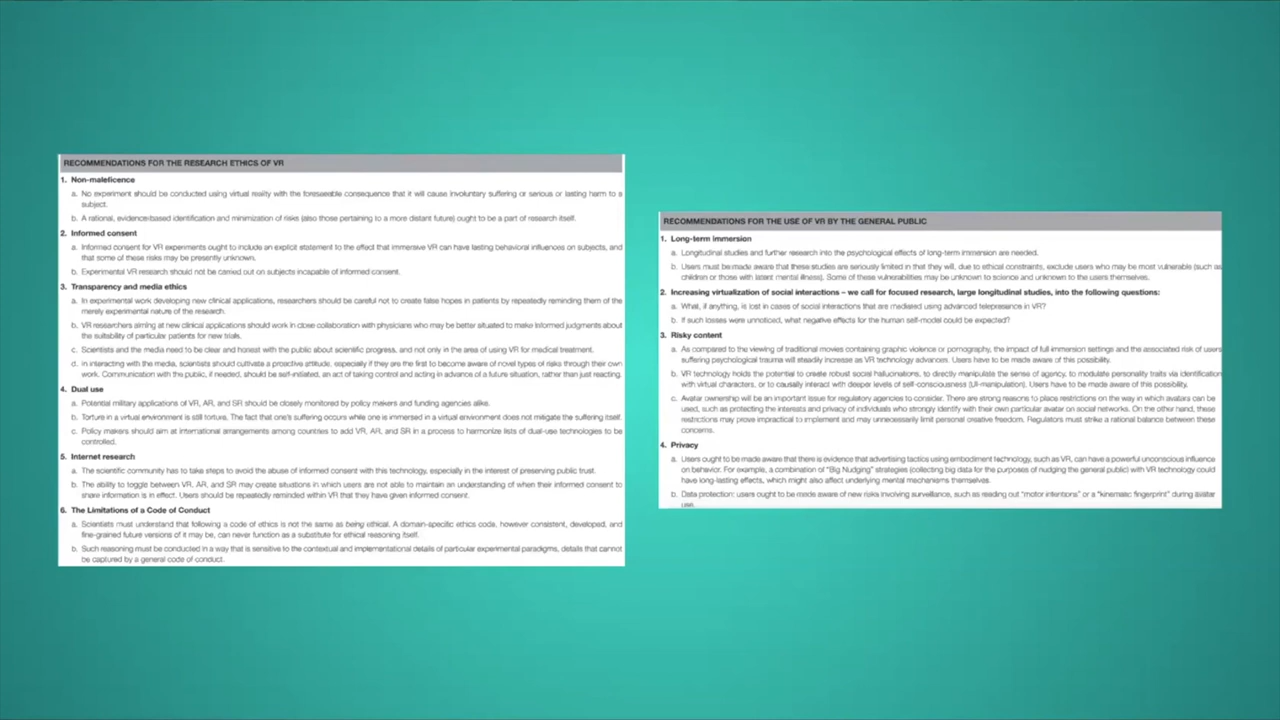 RECOMMENDATIONS FOR THE RESEARCH ETHICS OF VR
1. Non-maleficence
a. No experiment should be conducted using virtual reality with the foreseeable consequence that it will cause involuntary suffering or serious or lasting harm to a
subject.
b. A rational, evidence-based identification and minimization of risks (also those pertaining to a more distant future) ought to be a part of research itself.
2. Informed consent
a. Informed consent for VR experiments ought to include an explicit statement to the effect that immersive VR can have lasting behavioral influences on subjects, and
that some of these risks may be presently unknown.
b. Experimental VR research should not be carried out on subjects incapable of informed consent.
3. Transparency and media ethics
a. In experimental work developing new clinical applications, researchers should be careful not to create false hopes in patients by repeatedly reminding them of the
merely experimental nature of the research.
b. VR researchers aiming at new clinical applications should work in close collaboration with physicians who may be better situated to make informed judgments about
the suitability of particular patients for new trials.
c. Scientists and the media need to be clear and honest with the public about scientific progress, and not only in the area of using VR for medical treatment.
d. in interacting with the media, scientists should cultivate a proactive attitude, especially if they are the first to become aware of novel types of risks through their own
work. Communication with the public, if needed, should be self-initiated, an act of taking control and acting in advance of a future situation, rather than just reacting.
4. Dual use
a. Potential military applications of VR, AR, and SR should be closely monitored by policy makers and funding agencies alike.
b. Torture in a virtual environment is still torture. The fact that one's suffering occurs while one is immersed in a virtual environment does not mitigate the suffering itself.
c. Policy makers should aim at international arrangements among countries to add VR, AR, and SR in a process to harmonize lists of dual-use technologies to be
controlled.
5. Internet research
a. The scientific community has to take steps to avoid the abuse of informed consent with this technology, especially in the interest of preserving public trust.
b. The ability to toggle between VR, AR, and SR may create situations in which users are not able to maintain an understanding of when their informed consent to
share information is in effect. Users should be repeatedly reminded within VR that they have given informed consent.
6. The Limitations of a Code of Conduct
a. Scientists must understand that following a code of ethics is not the same as being ethical. A domain-specific ethics code, however consistent, developed, and
fine-grained future versions of it may be, can never function as a substitute for ethical reasoning itself.
b. Such reasoning must be conducted in a way that is sensitive to the contextual and implementational details of particular experimental paradigms, details that cannot
be captured by a general code of conduct.
RECOMMENDATIONS FOR THE USE OF VR BY THE GENERAL PUBLIC
1. Long-term immersion
a. Longitudinal studies and further research into the psychological effects of long-term immersion are needed.
b. Users must be made aware that these studies are seriously limited in that they will, due to ethical constraints, exclude users who may be most vulnerable (such as
children or those with latent mental illness). Some of these vulnerabilities may be unknown to science and unknown to the users themselves.
2. Increasing virtualization of social interactions – we call for focused research, large longitudinal studies, into the following questions:
a. What, if anything, is lost in cases of social interactions that are mediated using advanced telepresence in VR?
b. If such losses were unnoticed, what negative effects for the human self-model could be expected?
3. Risky content
a. As compared to the viewing of traditional movies containing graphic violence or pornography, the impact of full immersion settings and the associated risk of users
suffering psychological trauma will steadily increase as VR technology advances. Users have to be made aware of this possibility.
b. VR technology holds the potential to create robust social hallucinations, to directly manipulate the sense of agency, to modulate personality traits via identification
with virtual characters, or to causally interact with deeper levels of self-consciousness (UI-manipulation). Users have to be made aware of this possibility.
c. Avatar ownership will be an important issue for regulatory agencies to consider. There are strong reasons to place restrictions on the way in which avatars can be
used, such as protecting the interests and privacy of individuals who strongly identify with their own particular avatar on social networks. On the other hand, these
restrictions may prove impractical to implement and may unnecessarily limit personal creative freedom. Regulators must strike a rational balance between these
concerns.
4. Privacy
a. Users ought to be made aware that there is evidence that advertising tactics using embodiment technology, such as VR, can have a powerful unconscious influence
on behavior. For example, a combination of "Big Nudging" strategies (collecting big data for the purposes of nudging the general public) with VR technology could
have long-lasting effects, which might also affect underlying mental mechanisms themselves.
b. Data protection: users ought to be made aware of new risks involving surveillance, such as reading out "motor intentions" or a "kinematic fingerprint" during avatar
use.